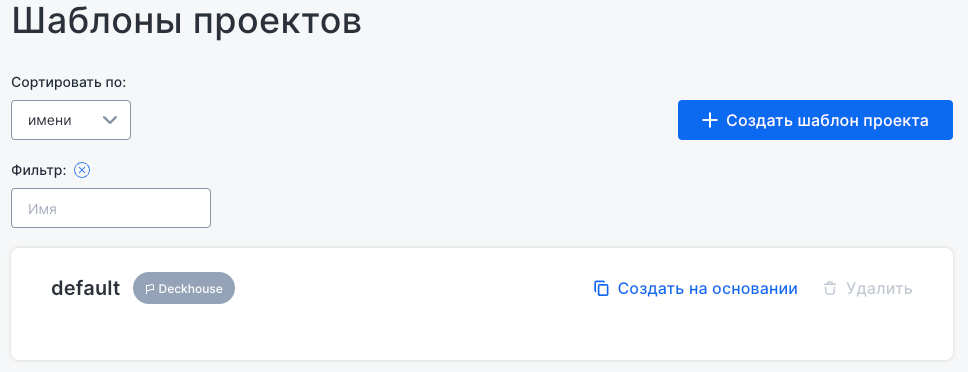 Шаблоны проектов
Сортировать по:
имени
Создать шаблон проекта
Фильтр:
Имя
default Deckhouse Создать на основании Удалить